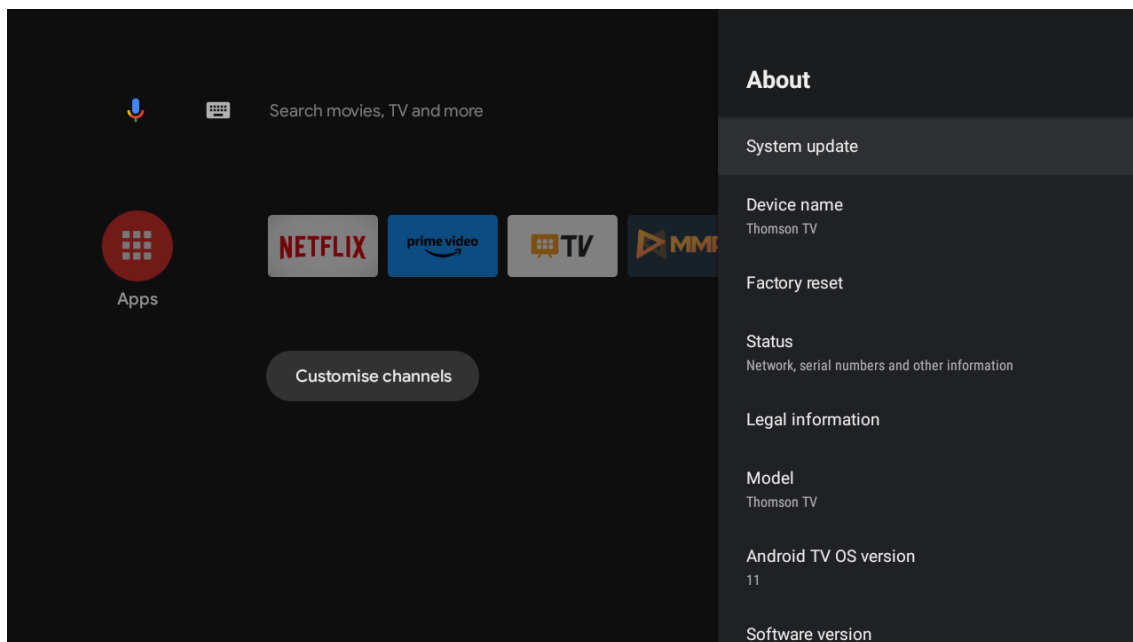 Search movies, TV and more
NETFLIX
prime video
TV
MMP
Apps
Customise channels
About
System update
Device name
Thomson TV
Factory reset
Status
Network, serial numbers and other information
Legal information
Model
Thomson TV
Android TV OS version
11
Software version